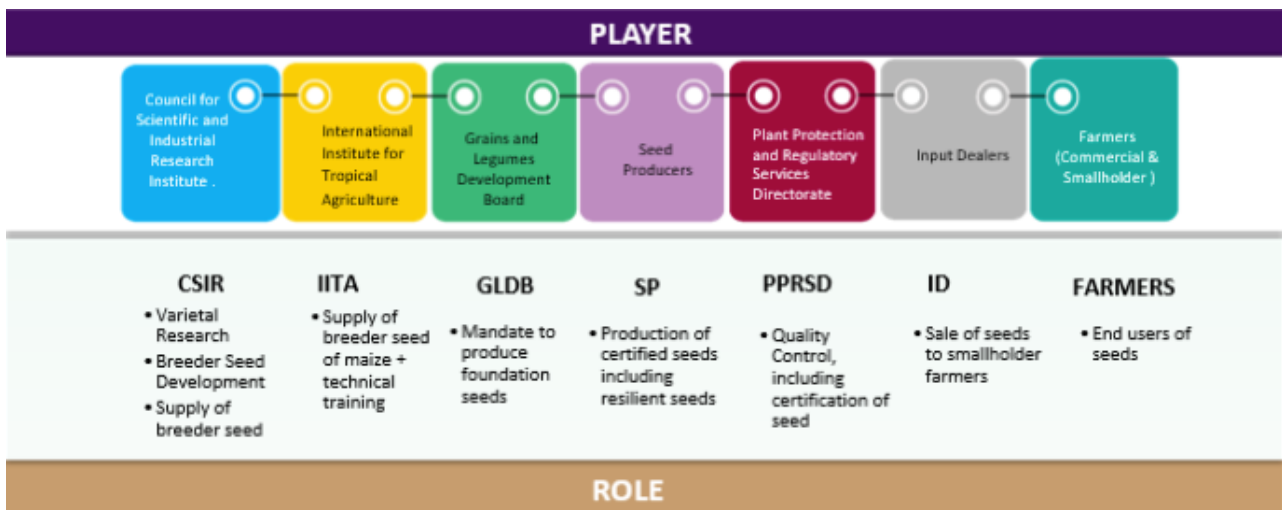 PLAYER
Council for
Scientific and
Industrial
Research
Institute .
International
Institute for
Tropical
Agriculture
Grains and
Legumes
Development
Board
Seed
Producers
Plant Protection
and Regulatory
Services
Directorate
Input Dealers
Farmers
(Commercial &
Smallholder )
CSIR
• Varietal
Research
• Breeder Seed
Development
• Supply of
breeder seed
IITA
• Supply of
breeder seed
of maize +
technical
training
GLDB
• Mandate to
produce
foundation
seeds
SP
• Production of
certified seeds
including
resilient seeds
PPRSD
• Quality
Control,
including
certification of
seed
ID
• Sale of seeds
to smallholder
farmers
FARMERS
• End users of
seeds
ROLE